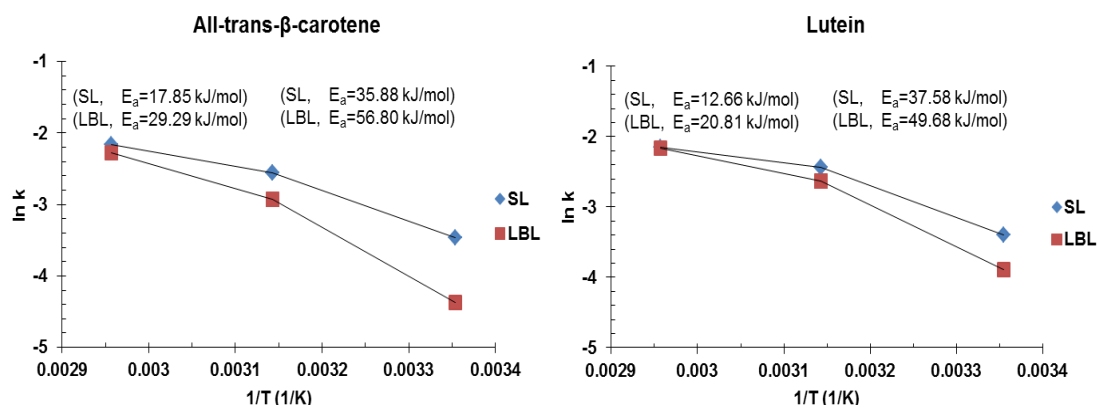 All-trans-β-carotene
-1
-2
-3
-4
-5
ln k
(SL, Ea=17.85 kJ/mol)
(LBL, Ea=29.29 kJ/mol)
(SL, Ea=35.88 kJ/mol)
(LBL, Ea=56.80 kJ/mol)
SL
LBL
0.0029 0.003 0.0031 0.0032 0.0033 0.0034
1/T (1/K)
Lutein
-1
-2
-3
-4
-5
ln k
(SL, Ea=12.66 kJ/mol)
(LBL, Ea=20.81 kJ/mol)
(SL, Ea=37.58 kJ/mol)
(LBL, Ea=49.68 kJ/mol)
SL
LBL
0.0029 0.003 0.0031 0.0032 0.0033 0.0034
1/T (1/K)